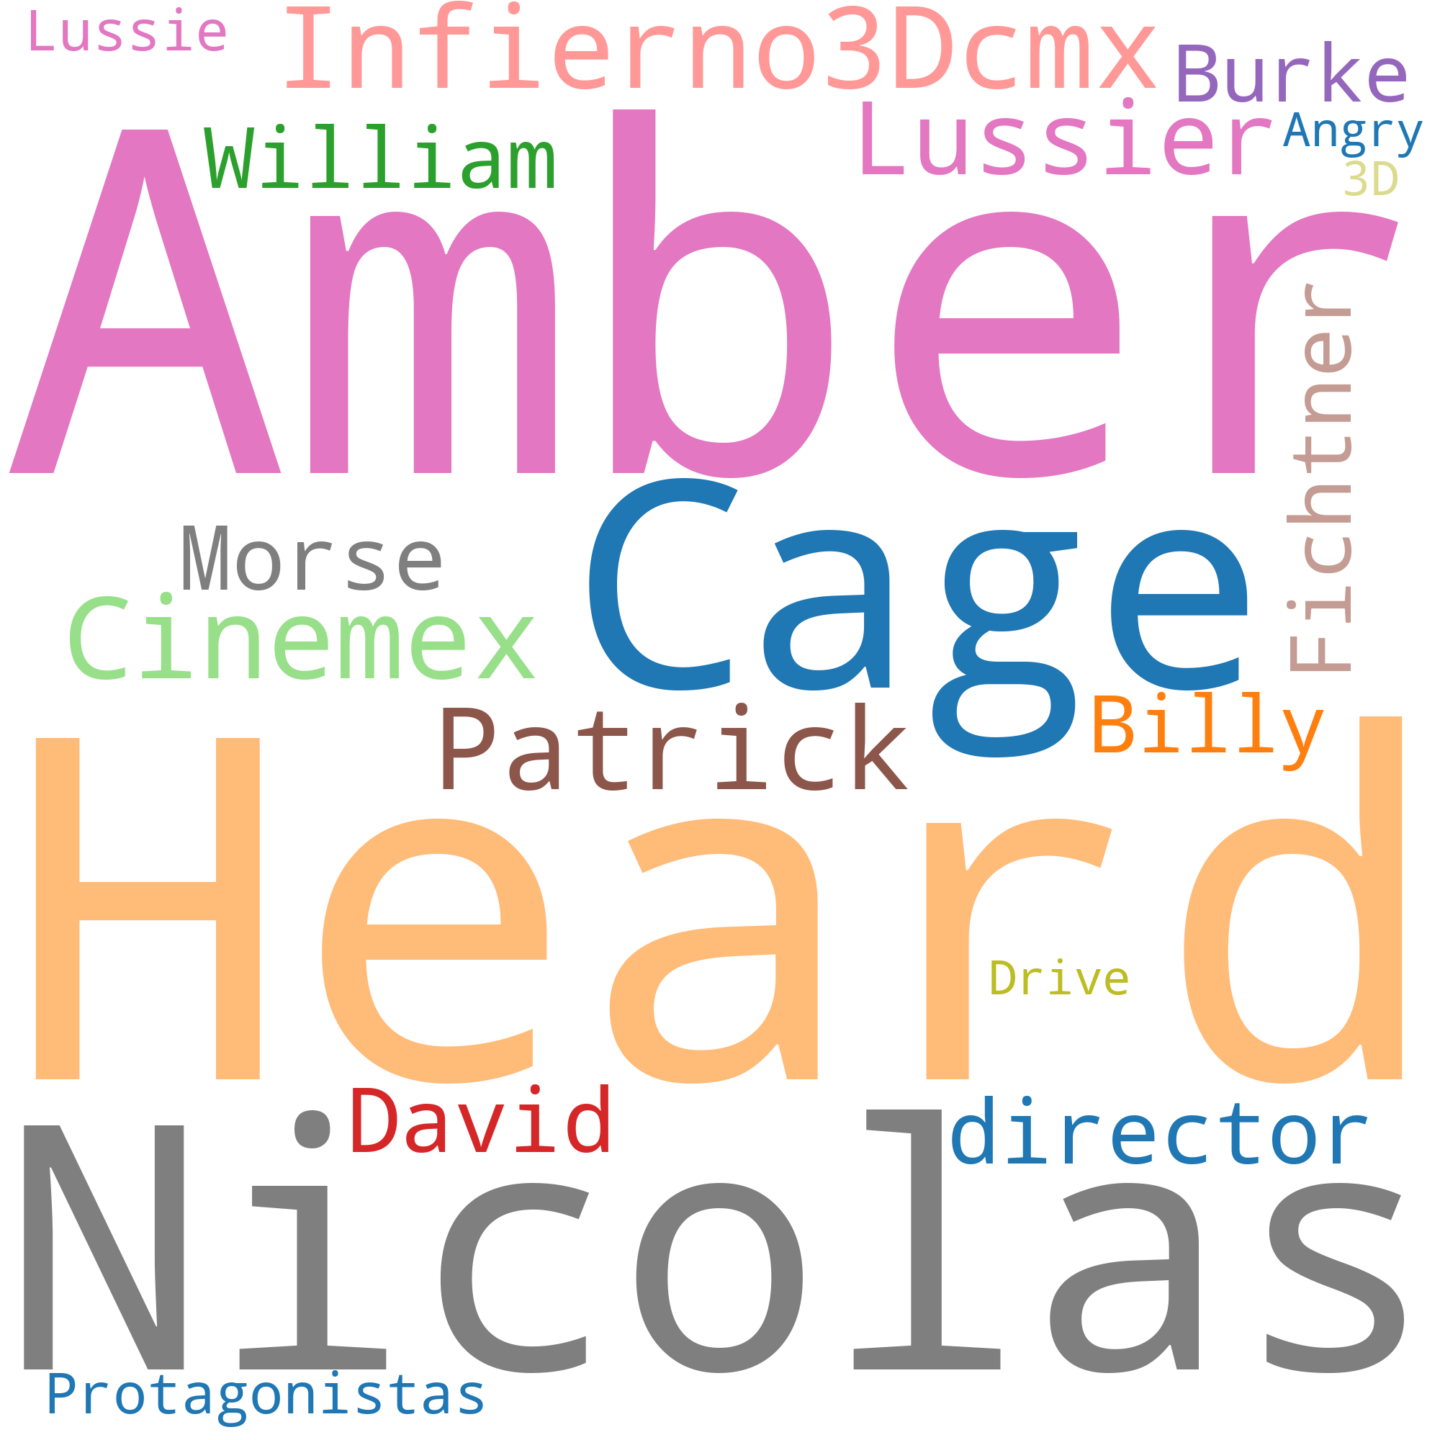 Lussie
Infierno3Dcmx
Burke
Lussier
Angry
William
3D
Amber
Fichtner
Cage
Morse
Cinemex
Billy
Patrick
Heard
Drive
David
director
Nicolas
Protagonistas